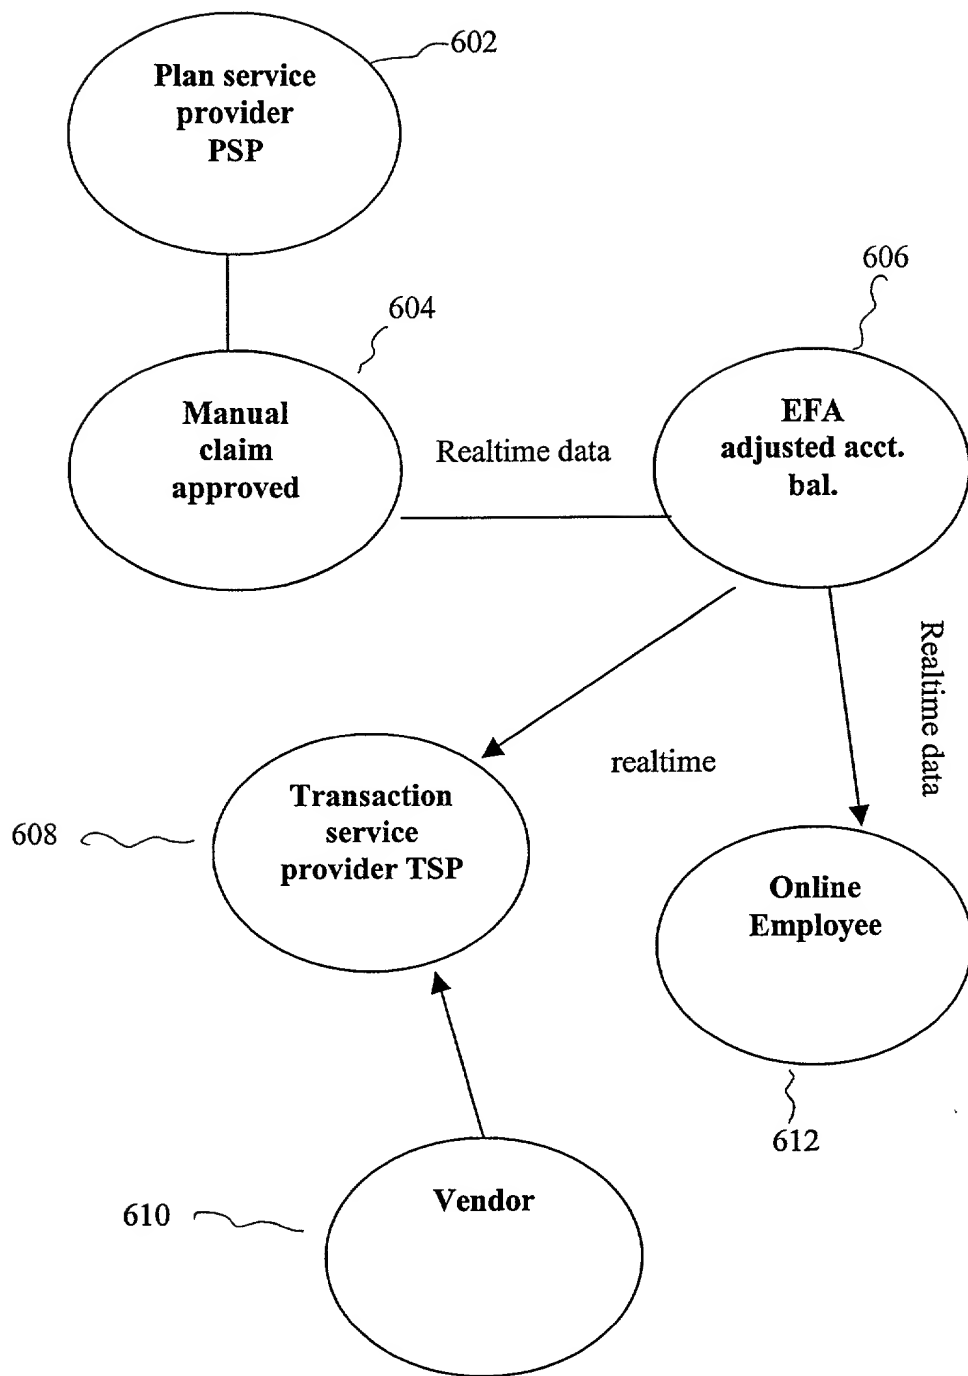 602
Plan service
provider
PSP
606
604
Manual
claim
approved
Realtime data
EFA
adjusted acct.
bal.
Realtime data
realtime
608
Transaction
service
provider TSP
Online
Employee
612
610
Vendor